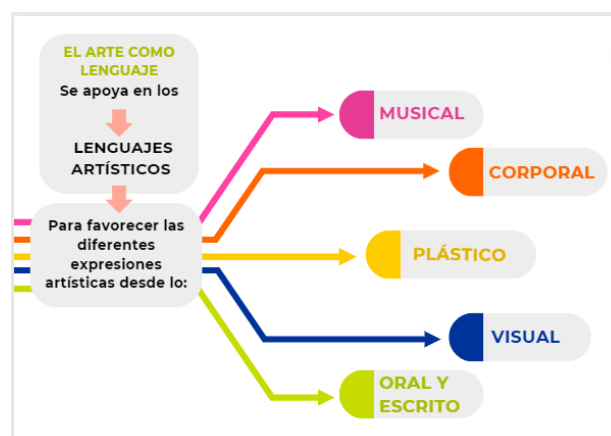 EL ARTE COMO
LENGUAJE
Se apoya en los
LENGUAJES
ARTÍSTICOS
Para favorecer las
diferentes
expresiones
artísticas desde lo:
MUSICAL
CORPORAL
PLÁSTICO
VISUAL
ORAL Y
ESCRITO